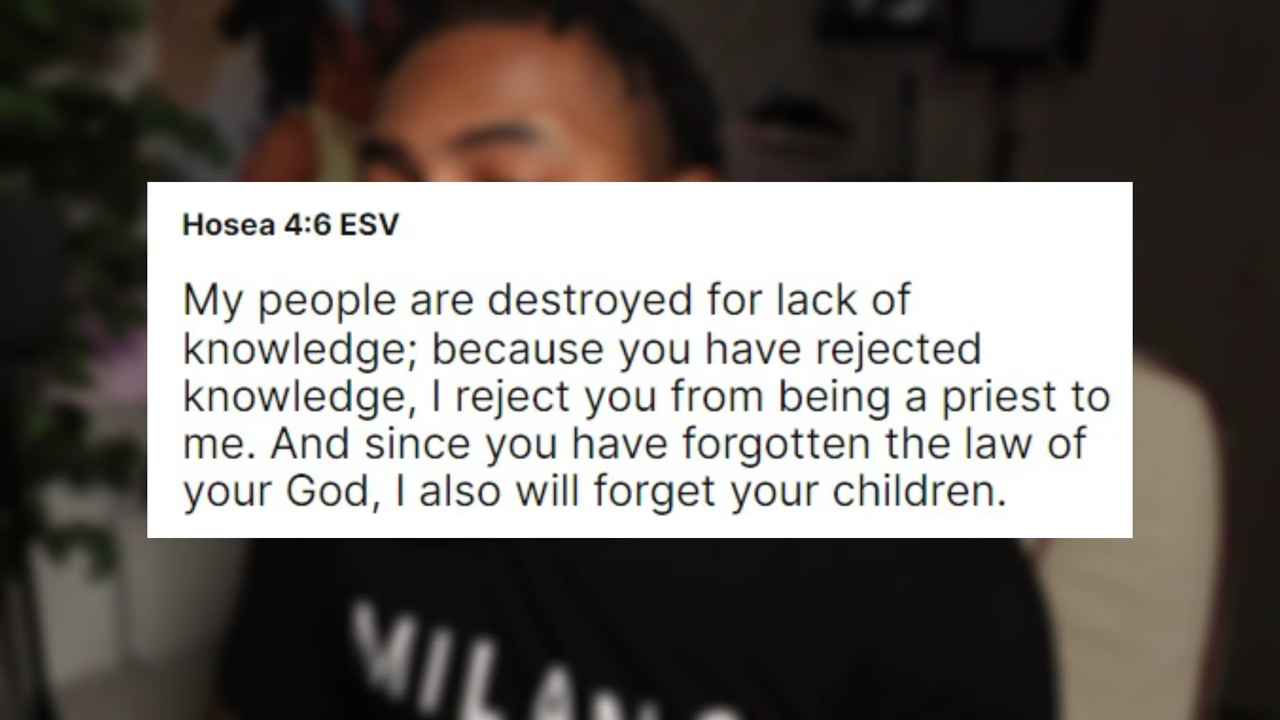 Hosea 4:6 ESV
My people are destroyed for lack of
knowledge; because you have rejected
knowledge, I reject you from being a priest to
me. And since you have forgotten the law of
your God, I also will forget your children.